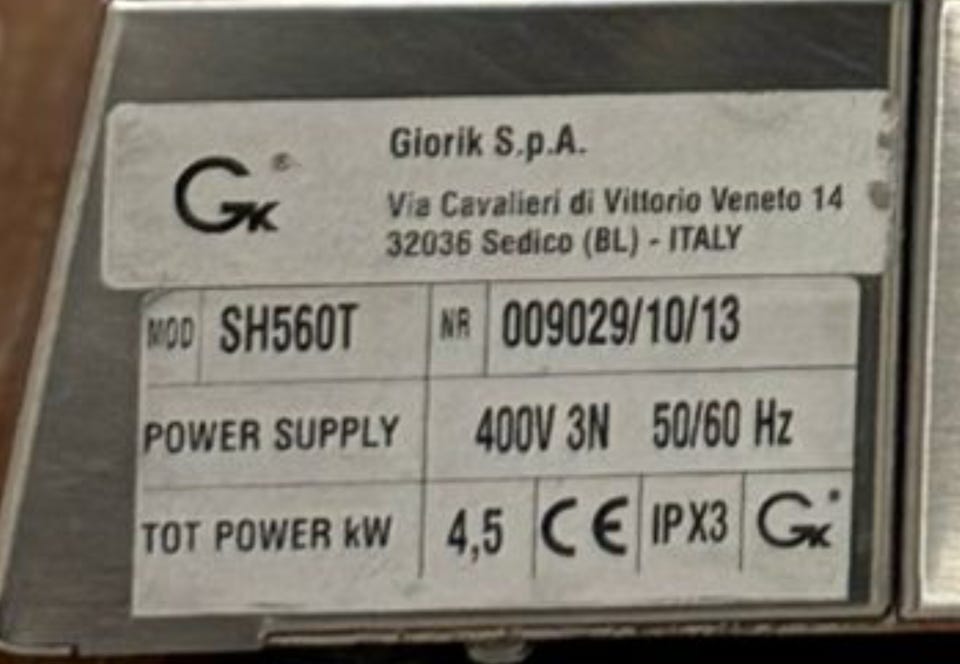 GK ®
Giorik S.p.A.
Via Cavalieri di Vittorio Veneto 14
32036 Sedico (BL) - ITALY
MOD SH560T NR 009029/10/13
POWER SUPPLY 400V 3N 50/60 Hz
TOT POWER kW 4,5 CE IPX3 GK